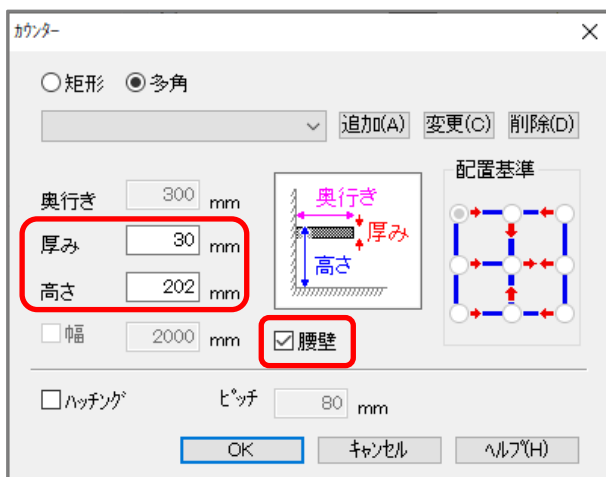 ｶｳﾝﾀｰ
矩形 多角
追加(A) 変更(C) 削除(D)
配置基準
奥行き 300 mm
厚み 30 mm
高さ 202 mm
幅 2000 mm
奥行き
厚み
高さ
腰壁
ﾊｯﾁﾝｸﾞ ﾋﾟｯﾁ 80 mm
OK ｷｬﾝｾﾙ ﾍﾙﾌﾟ(H)